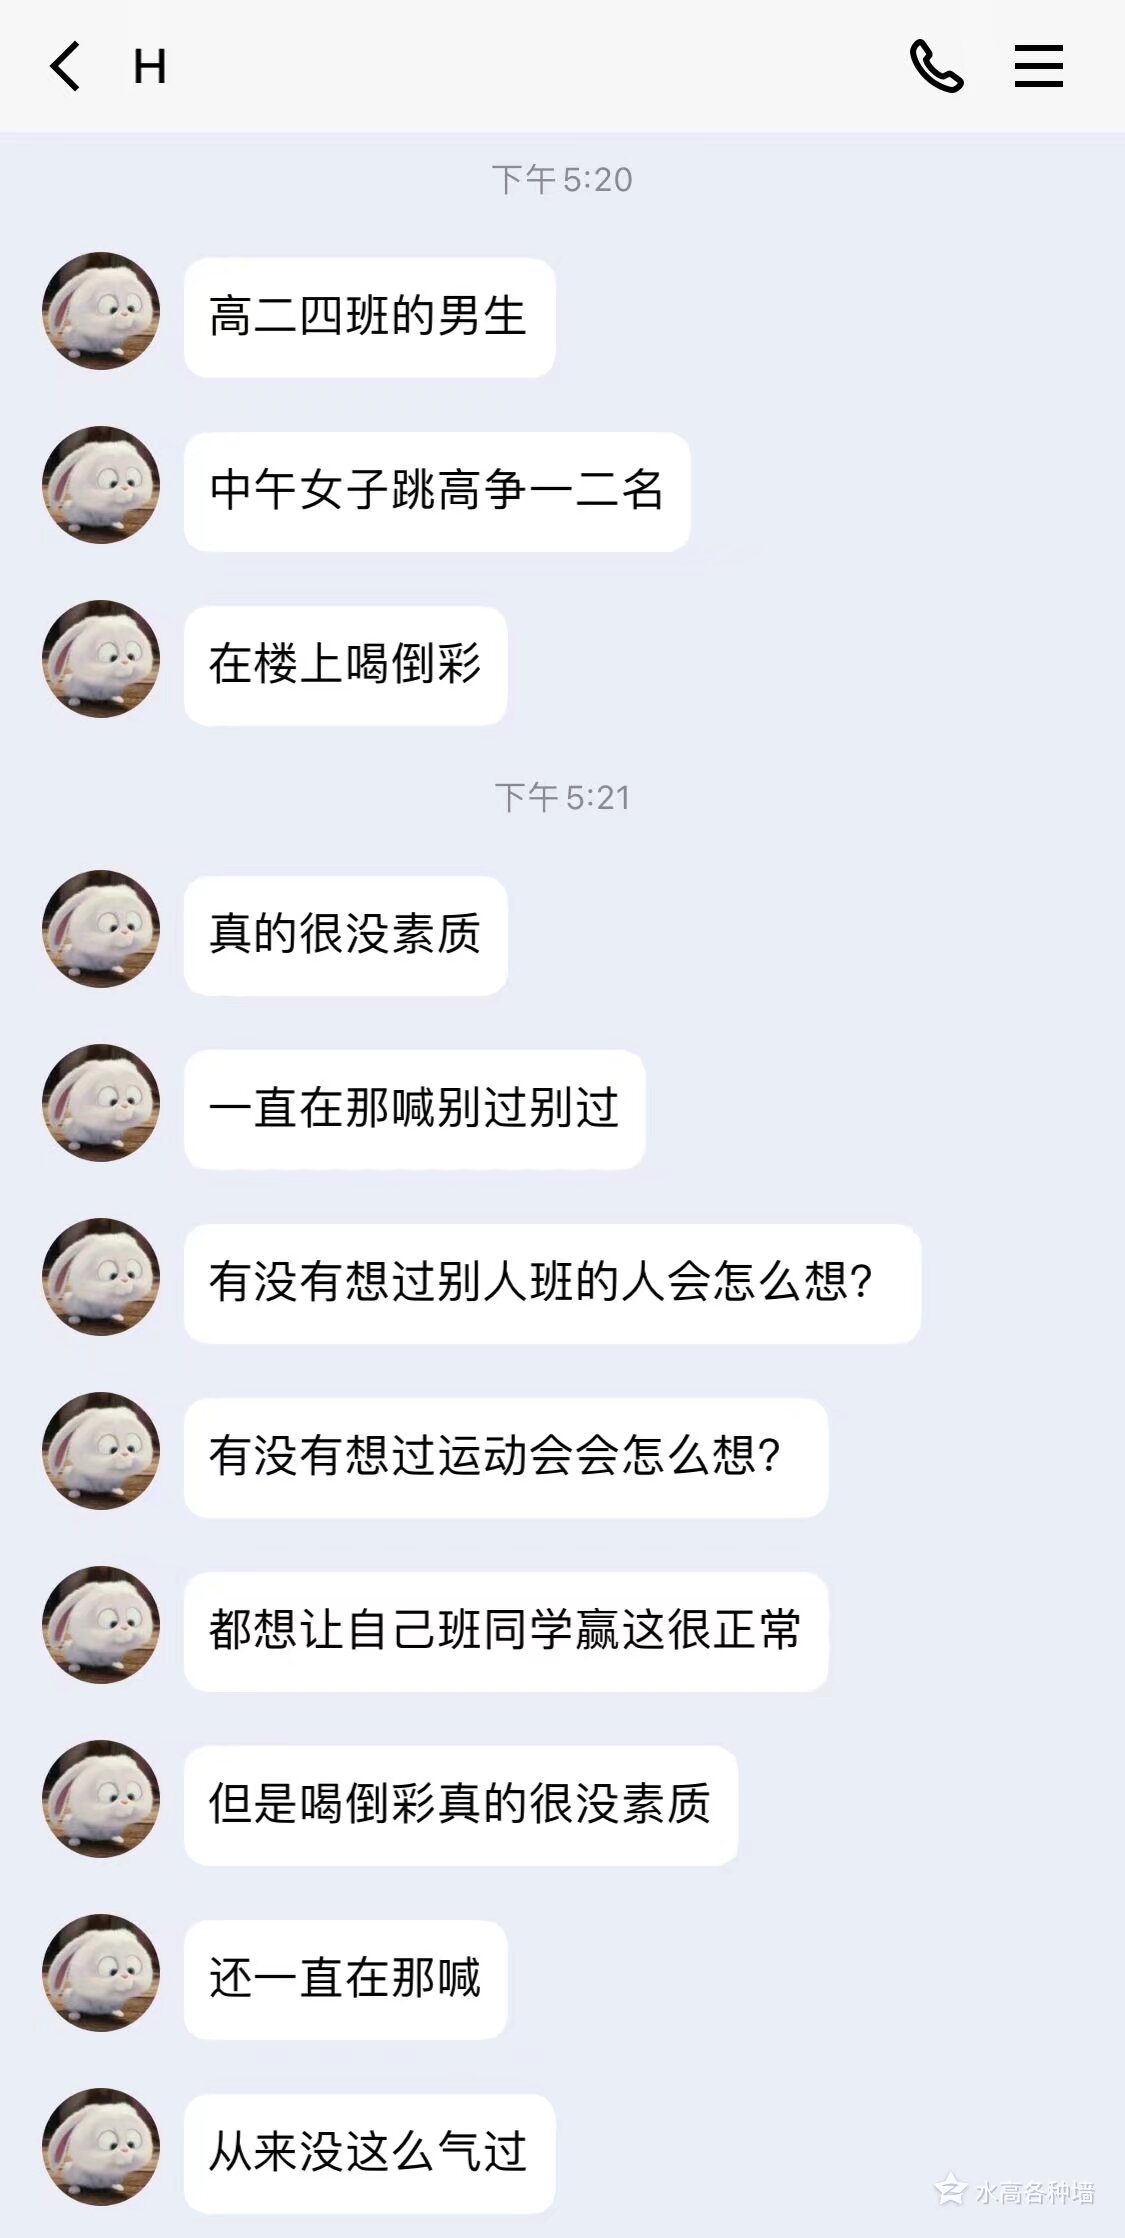 H
下午 5:20
高二四班的男生
中午女子跳高争一二名
在楼上喝倒彩
下午 5:21
真的很没素质
一直在那喊别过别过
有没有想过别人班的人会怎么想?
有没有想过运动会会怎么想?
都想让自己班同学赢这很正常
但是喝倒彩真的很没素质
还一直在那喊
从来没这么气过
水高各种墙